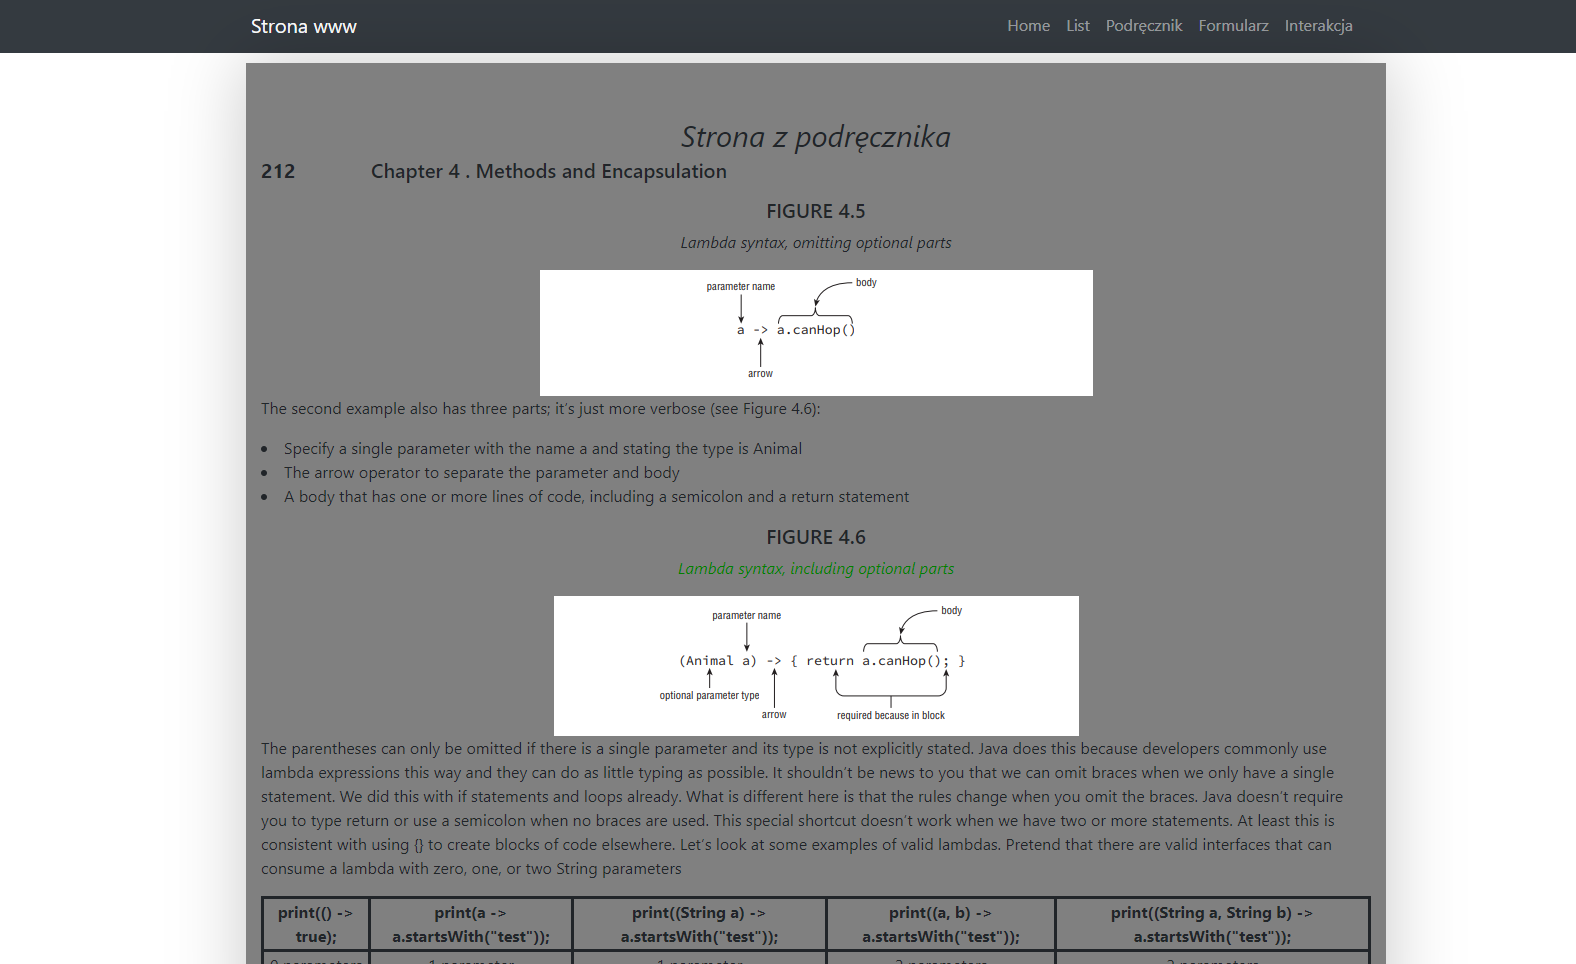 Strona www
Home List Podręcznik Formularz Interakcja
Strona z podręcznika
212 Chapter 4 . Methods and Encapsulation
FIGURE 4.5
Lambda syntax, omitting optional parts
parameter name
body
a -> a.canHop()
arrow
The second example also has three parts; it's just more verbose (see Figure 4.6):
• Specify a single parameter with the name a and stating the type is Animal
• The arrow operator to separate the parameter and body
• A body that has one or more lines of code, including a semicolon and a return statement
FIGURE 4.6
Lambda syntax, including optional parts
parameter name
body
(Animal a) -> { return a.canHop(); }
optional parameter type
arrow
required because in block
The parentheses can only be omitted if there is a single parameter and its type is not explicitly stated. Java does this because developers commonly use
lambda expressions this way and they can do as little typing as possible. It shouldn't be news to you that we can omit braces when we only have a single
statement. We did this with if statements and loops already. What is different here is that the rules change when you omit the braces. Java doesn't require
you to type return or use a semicolon when no braces are used. This special shortcut doesn't work when we have two or more statements. At least this is
consistent with using {} to create blocks of code elsewhere. Let's look at some examples of valid lambdas. Pretend that there are valid interfaces that can
consume a lambda with zero, one, or two String parameters
print(() -> true);
print(a -> a.startsWith("test"));
print((String a) -> a.startsWith("test"));
print((a, b) -> a.startsWith("test"));
print((String a, String b) -> a.startsWith("test"));
0 parameters 1 parameter 1 parameter 2 parameters 2 parameters